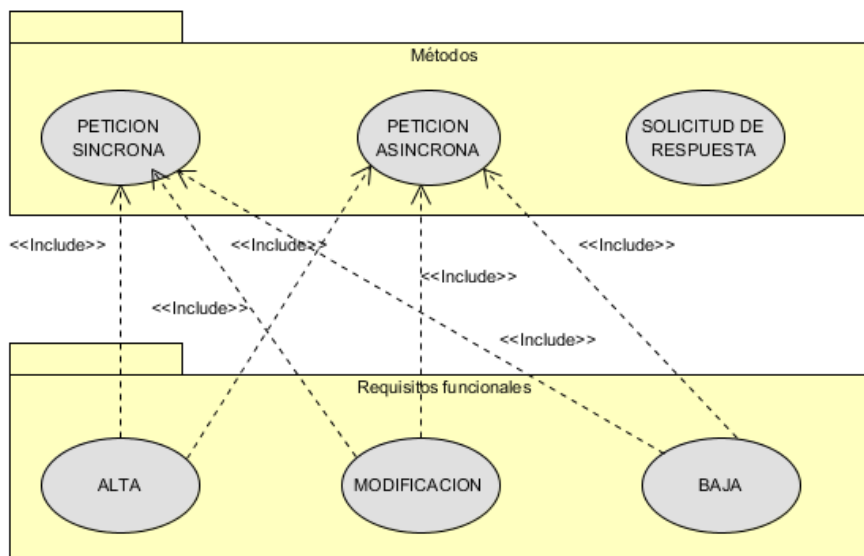 Métodos
PETICION
SINCRONA
PETICION
ASINCRONA
SOLICITUD DE
RESPUESTA
<<Include>>
<<Include>>
<<Include>>
<<Include>>
<<Include>>
<<Include>>
Requisitos funcionales
ALTA
MODIFICACION
BAJA